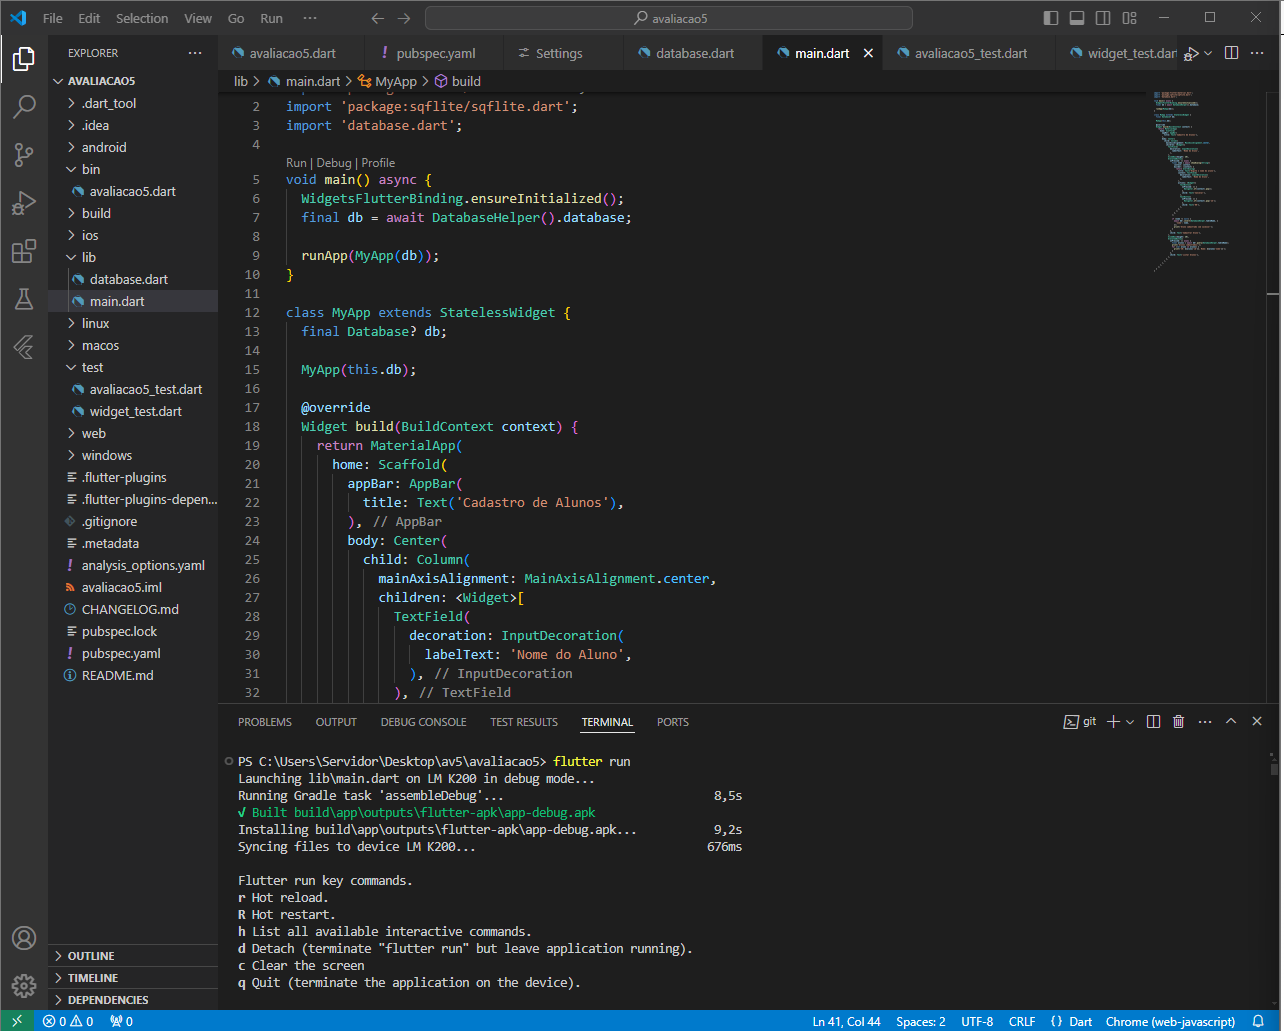 File Edit Selection View Go Run ··· avaliacao5
EXPLORER ···
AVALIACAO5
.dart_tool
.idea
android
bin
avaliacao5.dart
build
ios
lib
database.dart
main.dart
linux
macos
test
avaliacao5_test.dart
widget_test.dart
web
windows
.flutter-plugins
.flutter-plugins-depen...
.gitignore
.metadata
analysis_options.yaml
avaliacao5.iml
CHANGELOG.md
pubspec.lock
pubspec.yaml
README.md
OUTLINE
TIMELINE
DEPENDENCIES
avaliacao5.dart pubspec.yaml Settings database.dart main.dart avaliacao5_test.dart widget_test.dart
lib > main.dart > MyApp > build
2 import 'package:sqflite/sqflite.dart';
3 import 'database.dart';
4
Run | Debug | Profile
5 void main() async {
6 WidgetsFlutterBinding.ensureInitialized();
7 final db = await DatabaseHelper().database;
8
9 runApp(MyApp(db));
10 }
11
12 class MyApp extends StatelessWidget {
13 final Database? db;
14
15 MyApp(this.db);
16
17 @override
18 Widget build(BuildContext context) {
19 return MaterialApp(
20 home: Scaffold(
21 appBar: AppBar(
22 title: Text('Cadastro de Alunos'),
23 ), // AppBar
24 body: Center(
25 child: Column(
26 mainAxisAlignment: MainAxisAlignment.center,
27 children: <Widget>[
28 TextField(
29 decoration: InputDecoration(
30 labelText: 'Nome do Aluno',
31 ), // InputDecoration
32 ), // TextField
PROBLEMS OUTPUT DEBUG CONSOLE TEST RESULTS TERMINAL PORTS git
PS C:\Users\Servidor\Desktop\av5\avaliacao5> flutter run
Launching lib\main.dart on LM K200 in debug mode...
Running Gradle task 'assembleDebug'... 8,5s
√ Built build\app\outputs\flutter-apk\app-debug.apk
Installing build\app\outputs\flutter-apk\app-debug.apk... 9,2s
Syncing files to device LM K200... 676ms
Flutter run key commands.
r Hot reload.
R Hot restart.
h List all available interactive commands.
d Detach (terminate "flutter run" but leave application running).
c Clear the screen
q Quit (terminate the application on the device).
0 0 0 Ln 41, Col 44 Spaces: 2 UTF-8 CRLF {} Dart Chrome (web-javascript)